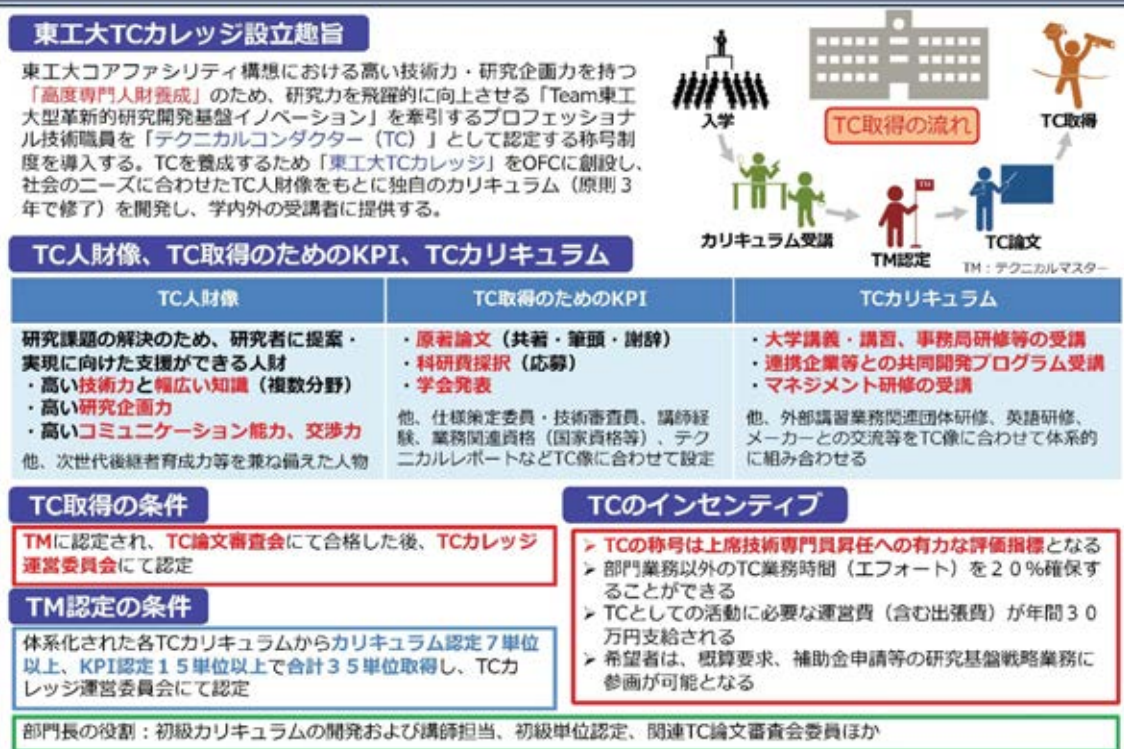 東工大TCカレッジ設立趣旨
東工大コアファシリティ構想における高い技術力・研究企画力を持つ
「高度専門人財養成」のため、研究力を飛躍的に向上させる「Team東工
大型革新的研究開発基盤イノベーション」を牽引するプロフェッショナ
ル技術職員を「テクニカルコンダクター（TC）」として認定する称号制
度を導入する。TCを養成するため「東工大TCカレッジ」をOFCに創設し、
社会のニーズに合わせたTC人財像をもとに独自のカリキュラム（原則３
年で修了）を開発し、学内外の受講者に提供する。
入学
TC取得の流れ
TC取得
カリキュラム受講
TM
TM認定
TC論文
TM：テクニカルマスター
TC人財像、TC取得のためのKPI、TCカリキュラム
TC人財像
研究課題の解決のため、研究者に提案・
実現に向けた支援ができる人財
・高い技術力と幅広い知識（複数分野）
・高い研究企画力
・高いコミュニケーション能力、交渉力
他、次世代後継者育成力等を兼ね備えた人物
TC取得のためのKPI
・原著論文（共著・筆頭・謝辞）
・科研費採択（応募）
・学会発表
他、仕様策定委員・技術審査員、講師経
験、業務関連資格（国家資格等）、テク
ニカルレポートなどTC像に合わせて設定
TCカリキュラム
・大学講義・講習、事務局研修等の受講
・連携企業等との共同開発プログラム受講
・マネジメント研修の受講
他、外部講習業務関連団体研修、英語研修、
メーカーとの交流等をTC像に合わせて体系的
に組み合わせる
TC取得の条件
TMに認定され、TC論文審査会にて合格した後、TCカレッジ
運営委員会にて認定
TM認定の条件
体系化された各TCカリキュラムからカリキュラム認定７単位
以上、KPI認定１５単位以上で合計３５単位取得し、TCカ
レッジ運営委員会にて認定
TCのインセンティブ
➢ TCの称号は上席技術専門員昇任への有力な評価指標となる
➢ 部門業務以外のTC業務時間（エフォート）を２０％確保す
ることができる
➢ TCとしての活動に必要な運営費（含む出張費）が年間３０
万円支給される
➢ 希望者は、概算要求、補助金申請等の研究基盤戦略業務に
参画が可能となる
部門長の役割：初級カリキュラムの開発および講師担当、初級単位認定、関連TC論文審査会委員ほか